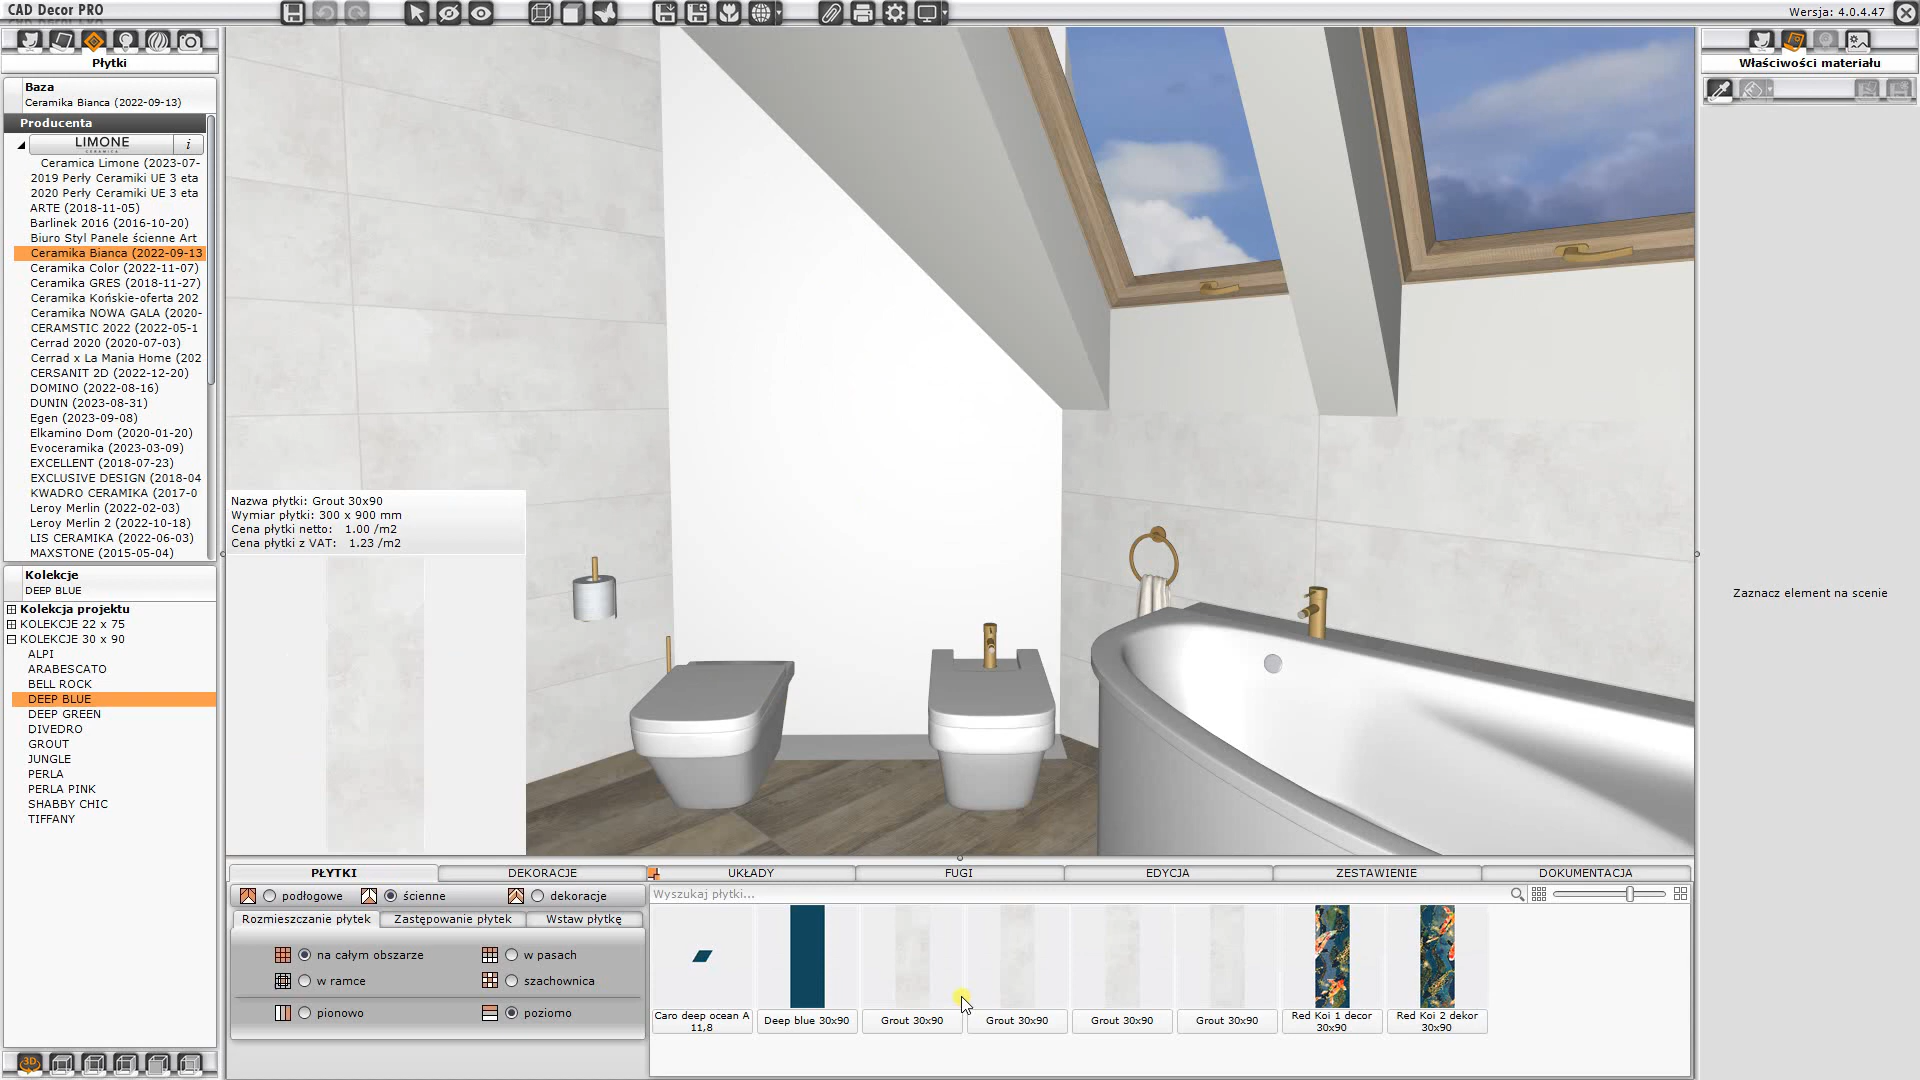 CAD Decor PRO
Wersja: 4.0.4.47
Płytki
Baza
Ceramika Bianca (2022-09-13)
Producenta
LIMONE
CERAMICA
i
Ceramica Limone (2023-07-
2019 Perły Ceramiki UE 3 eta
2020 Perły Ceramiki UE 3 eta
ARTE (2018-11-05)
Barlinek 2016 (2016-10-20)
Biuro Styl Panele ścienne Art
Ceramika Bianca (2022-09-13
Ceramika Color (2022-11-07)
Ceramika GRES (2018-11-27)
Ceramika Końskie-oferta 202
Ceramika NOWA GALA (2020-
CERAMSTIC 2022 (2022-05-1
Cerrad 2020 (2020-07-03)
Cerrad x La Mania Home (202
CERSANIT 2D (2022-12-20)
DOMINO (2022-08-16)
DUNIN (2023-08-31)
Egen (2023-09-08)
Elkamino Dom (2020-01-20)
Evoceramika (2023-03-09)
EXCELLENT (2018-07-23)
EXCLUSIVE DESIGN (2018-04
KWADRO CERAMIKA (2017-0
Leroy Merlin (2022-02-03)
Leroy Merlin 2 (2022-10-18)
LIS CERAMIKA (2022-06-03)
MAXSTONE (2015-05-04)
Kolekcje
DEEP BLUE
Kolekcja projektu
KOLEKCJE 22 x 75
KOLEKCJE 30 x 90
ALPI
ARABESCATO
BELL ROCK
DEEP BLUE
DEEP GREEN
DIVEDRO
GROUT
JUNGLE
PERLA
PERLA PINK
SHABBY CHIC
TIFFANY
3D
Nazwa płytki: Grout 30x90
Wymiar płytki: 300 x 900 mm
Cena płytki netto: 1.00 /m2
Cena płytki z VAT: 1.23 /m2
PŁYTKI
DEKORACJE
UKŁADY
FUGI
EDYCJA
ZESTAWIENIE
DOKUMENTACJA
podłogowe
ścienne
dekoracje
Rozmieszczanie płytek
Zastępowanie płytek
Wstaw płytkę
na całym obszarze
w pasach
w ramce
szachownica
pionowo
poziomo
Wyszukaj płytki...
Caro deep ocean A
11,8
Deep blue 30x90
Grout 30x90
Grout 30x90
Grout 30x90
Grout 30x90
Red Koi 1 decor
30x90
Red Koi 2 dekor
30x90
Właściwości materiału
Zaznacz element na scenie